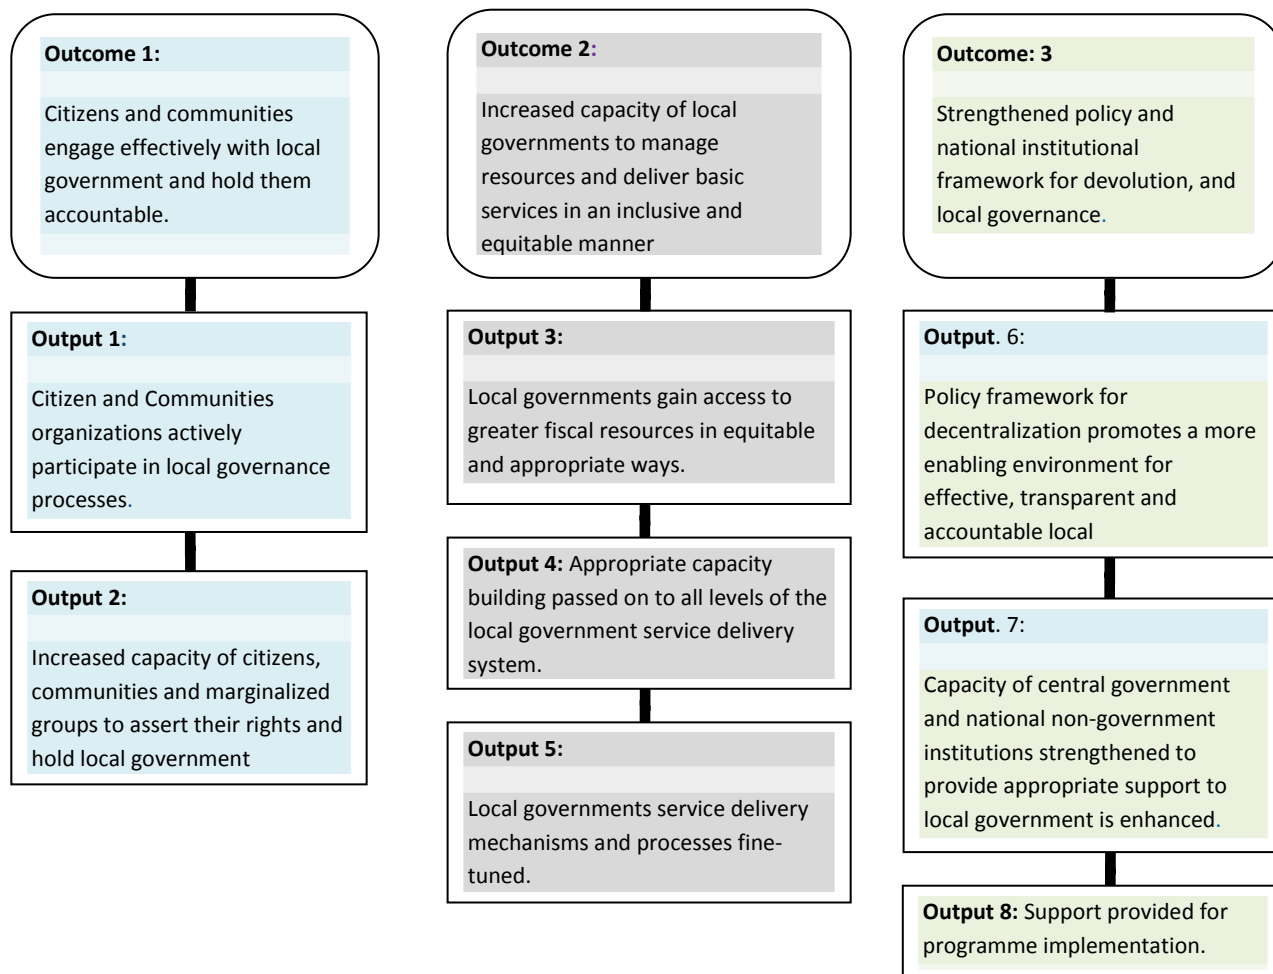 Outcome 1:
Citizens and communities
engage effectively with local
government and hold them
accountable.
Output 1:
Citizen and Communities
organizations actively
participate in local governance
processes.
Output 2:
Increased capacity of citizens,
communities and marginalized
groups to assert their rights and
hold local government
Outcome 2:
Increased capacity of local
governments to manage
resources and deliver basic
services in an inclusive and
equitable manner
Output 3:
Local governments gain access to
greater fiscal resources in equitable
and appropriate ways.
Output 4: Appropriate capacity
building passed on to all levels of the
local government service delivery
system.
Output 5:
Local governments service delivery
mechanisms and processes fine-
tuned.
Outcome: 3
Strengthened policy and
national institutional
framework for devolution, and
local governance.
Output. 6:
Policy framework for
decentralization promotes a more
enabling environment for
effective, transparent and
accountable local
Output. 7:
Capacity of central government
and national non-government
institutions strengthened to
provide appropriate support to
local government is enhanced.
Output 8: Support provided for
programme implementation.